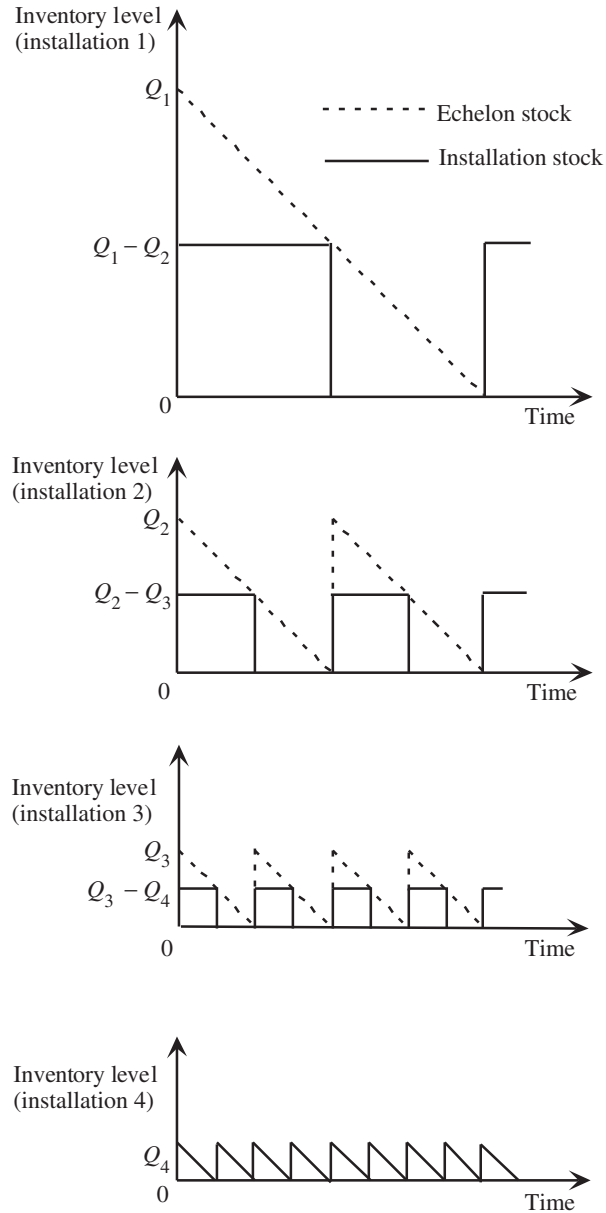 Inventory level
(installation 1)
Q₁
Echelon stock
Installation stock
Q₁ – Q₂
0
Time
Inventory level
(installation 2)
Q₂
Q₂ – Q₃
0
Time
Inventory level
(installation 3)
Q₃
Q₃ – Q₄
0
Time
Inventory level
(installation 4)
Q₄
0
Time